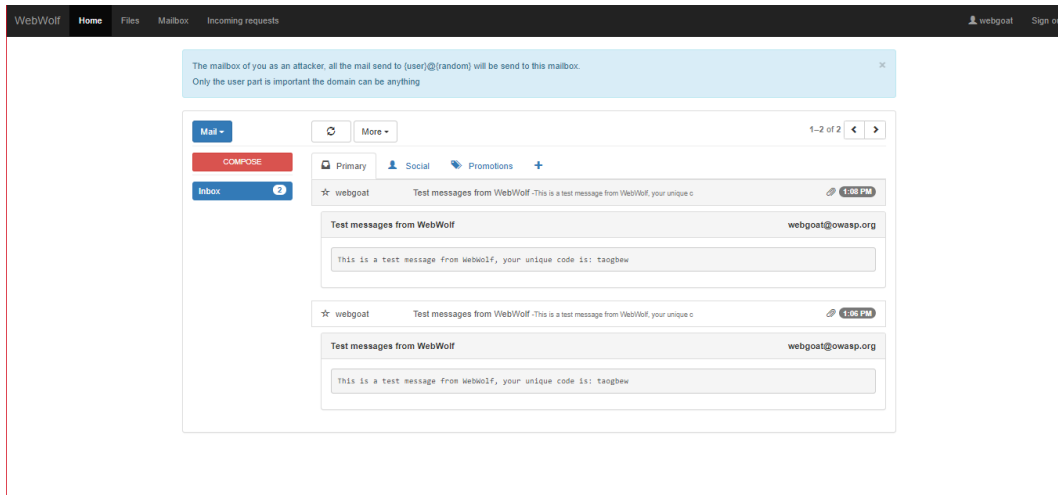 WebWolf Home Files Mailbox Incoming requests webgoat Sign
The mailbox of you as an attacker, all the mail send to {user}@{random} will be send to this mailbox. ×
Only the user part is important the domain can be anything
Mail More 1–2 of 2
COMPOSE Primary Social Promotions +
Inbox 2 webgoat Test messages from WebWolf -This is a test message from WebWolf, your unique c 1:08 PM
Test messages from WebWolf webgoat@owasp.org
This is a test message from WebWolf, your unique code is: taogbew
webgoat Test messages from WebWolf -This is a test message from WebWolf, your unique c 1:06 PM
Test messages from WebWolf webgoat@owasp.org
This is a test message from WebWolf, your unique code is: taogbew